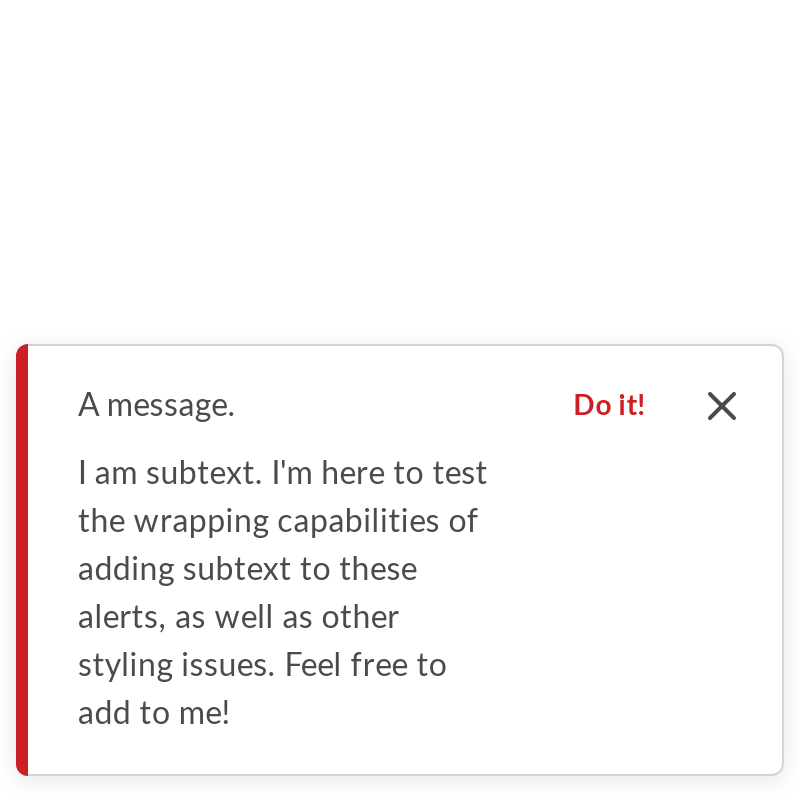 A message.
Do it!
I am subtext. I'm here to test
the wrapping capabilities of
adding subtext to these
alerts, as well as other
styling issues. Feel free to
add to me!